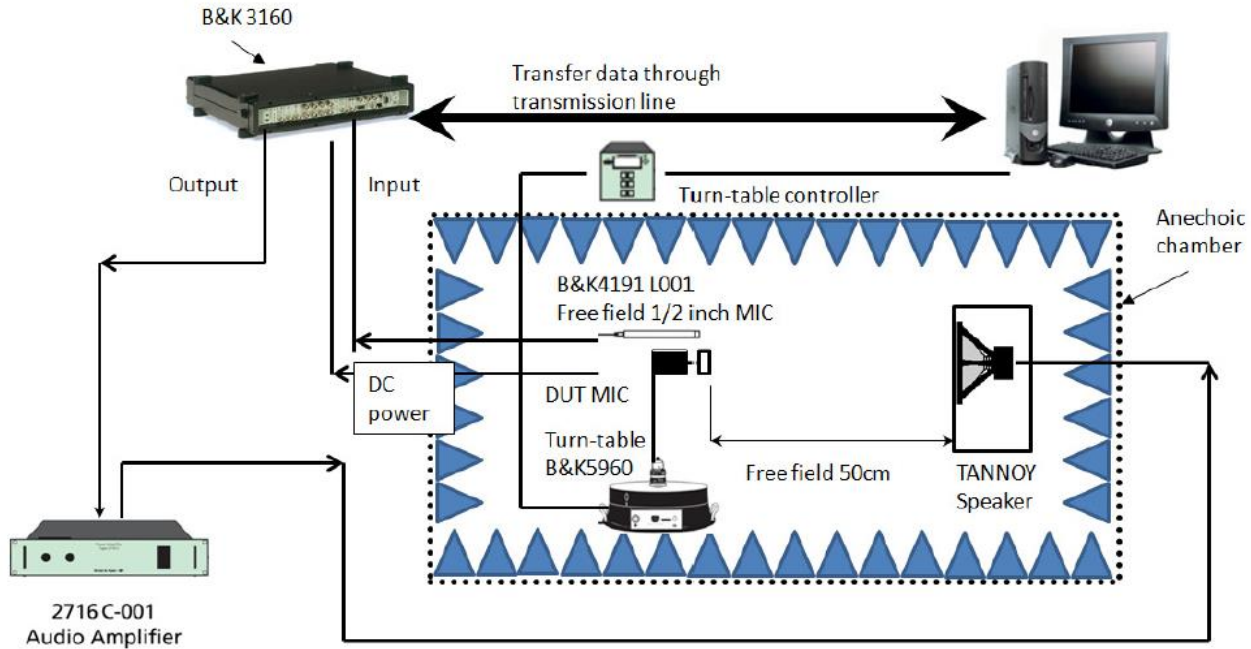 B&K 3160
Transfer data through
transmission line
Output
Input
Turn-table controller
Anechoic
chamber
B&K4191 L001
Free field 1/2 inch MIC
DC
power
DUT MIC
Turn-table
B&K5960
Free field 50cm
TANNOY
Speaker
2716 C-001
Audio Amplifier